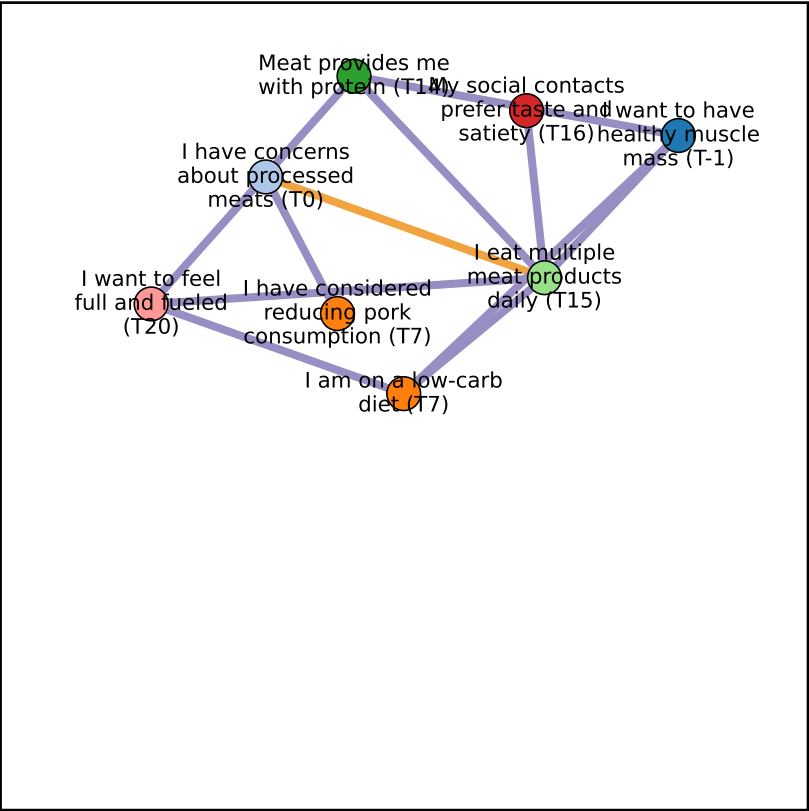 Meat provides me
with protein (T14)
My social contacts
prefer taste and
satiety (T16)
I want to have
healthy muscle
mass (T-1)
I have concerns
about processed
meats (T0)
I eat multiple
meat products
daily (T15)
I want to feel
full and fueled
(T20)
I have considered
reducing pork
consumption (T7)
I am on a low-carb
diet (T7)